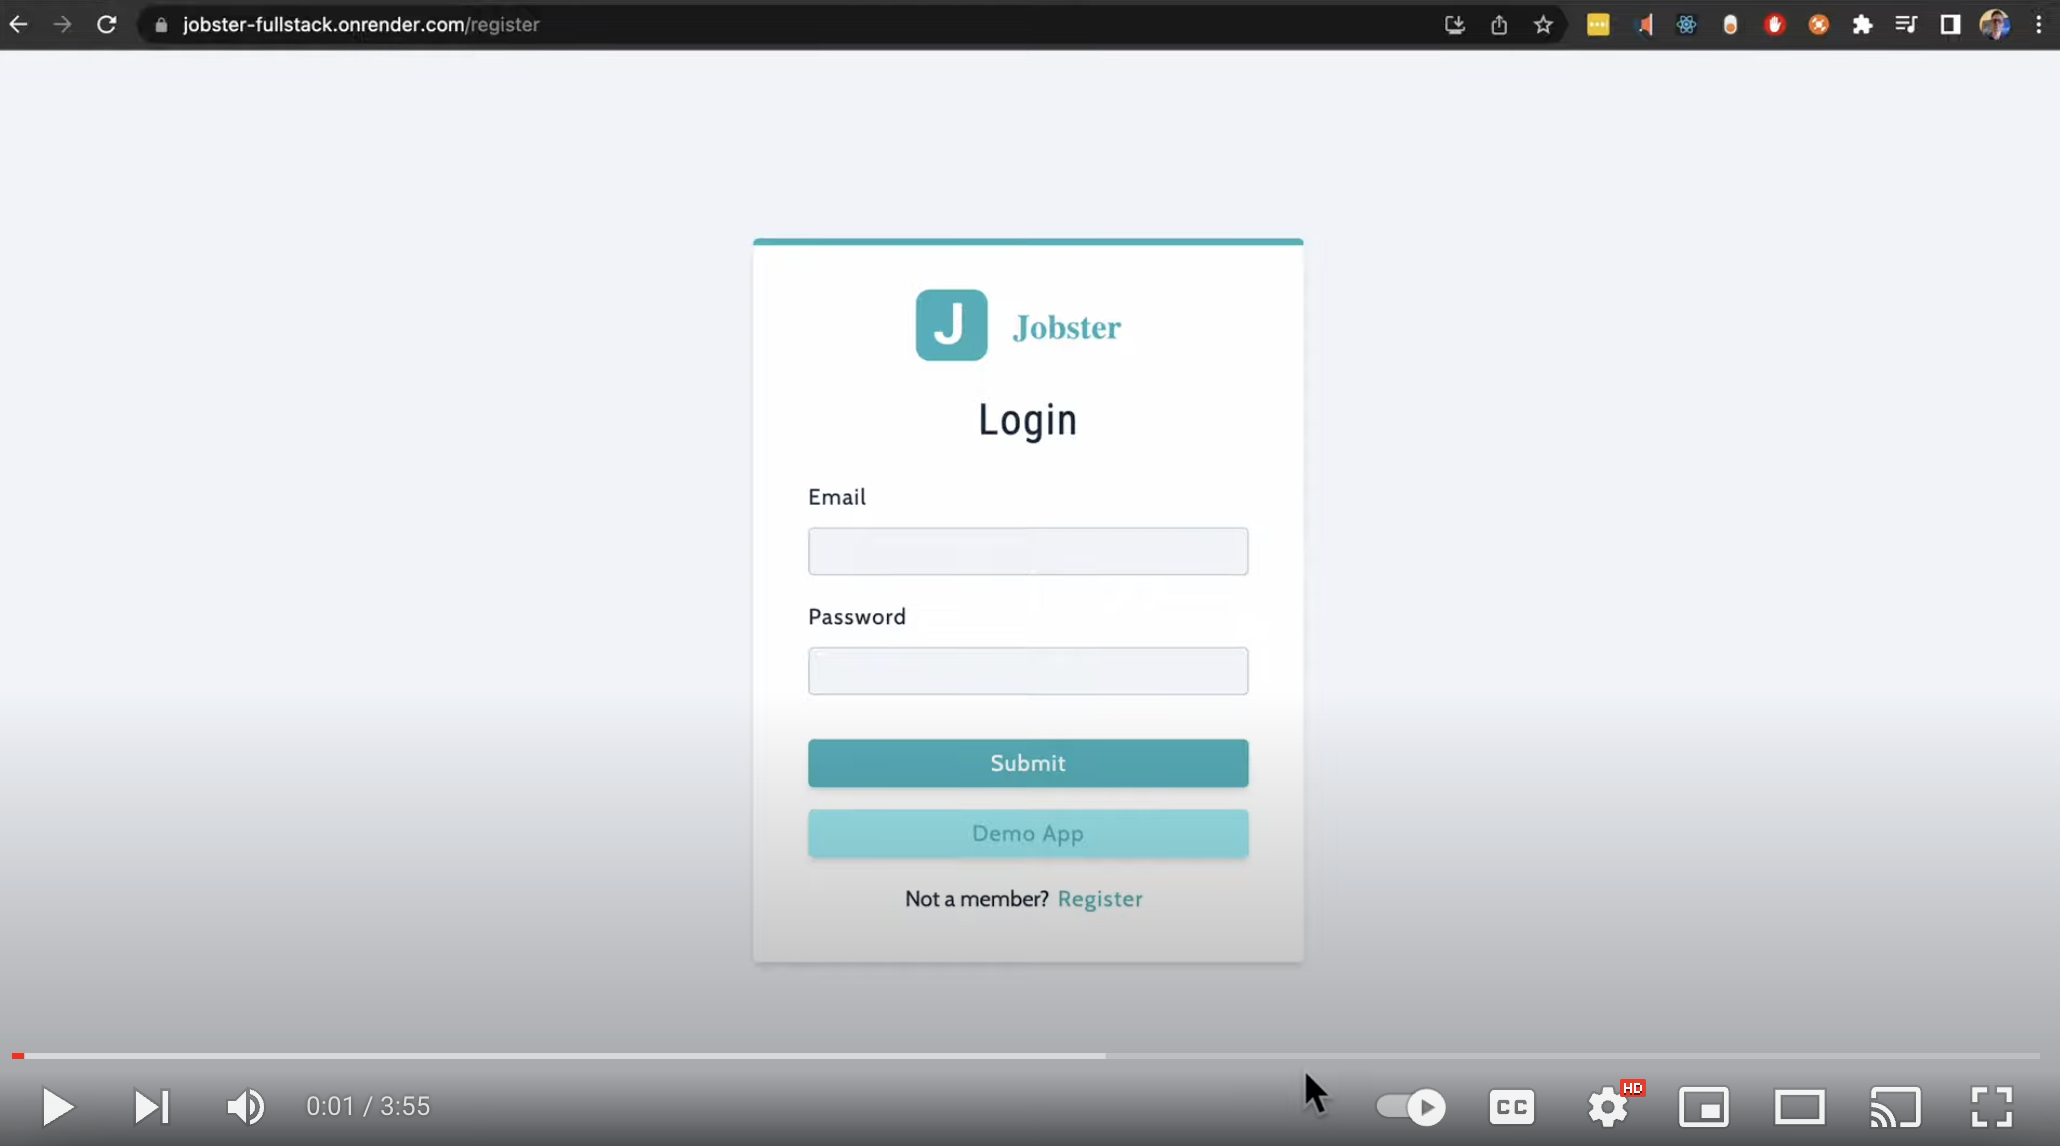 jobster-fullstack.onrender.com/register
J Jobster
Login
Email
Password
Submit
Demo App
Not a member? Register
0:01 / 3:55
CC
HD